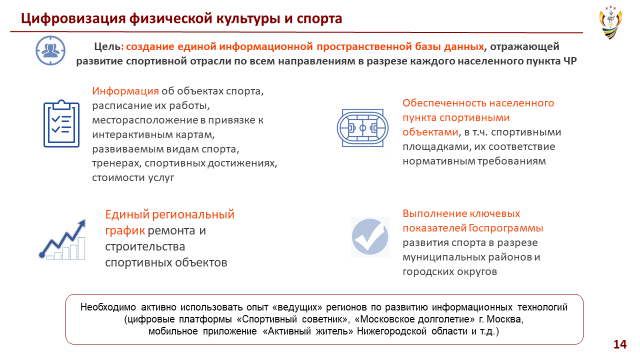 Цифровизация физической культуры и спорта
Цель: создание единой информационной пространственной базы данных, отражающей
развитие спортивной отрасли по всем направлениям в разрезе каждого населенного пункта ЧР
Информация об объектах спорта,
расписание их работы,
месторасположение в привязке к
интерактивным картам,
развиваемым видам спорта,
тренерах, спортивных достижениях,
стоимости услуг
Обеспеченность населенного
пункта спортивными
объектами, в т.ч. спортивными
площадками, их соответствие
нормативным требованиям
Единый региональный
график ремонта и
строительства
спортивных объектов
Выполнение ключевых
показателей Госпрограммы
развития спорта в разрезе
муниципальных районов и
городских округов
Необходимо активно использовать опыт «ведущих» регионов по развитию информационных технологий
(цифровые платформы «Спортивный советник», «Московское долголетие» г. Москва,
мобильное приложение «Активный житель» Нижегородской области и т.д.)
14